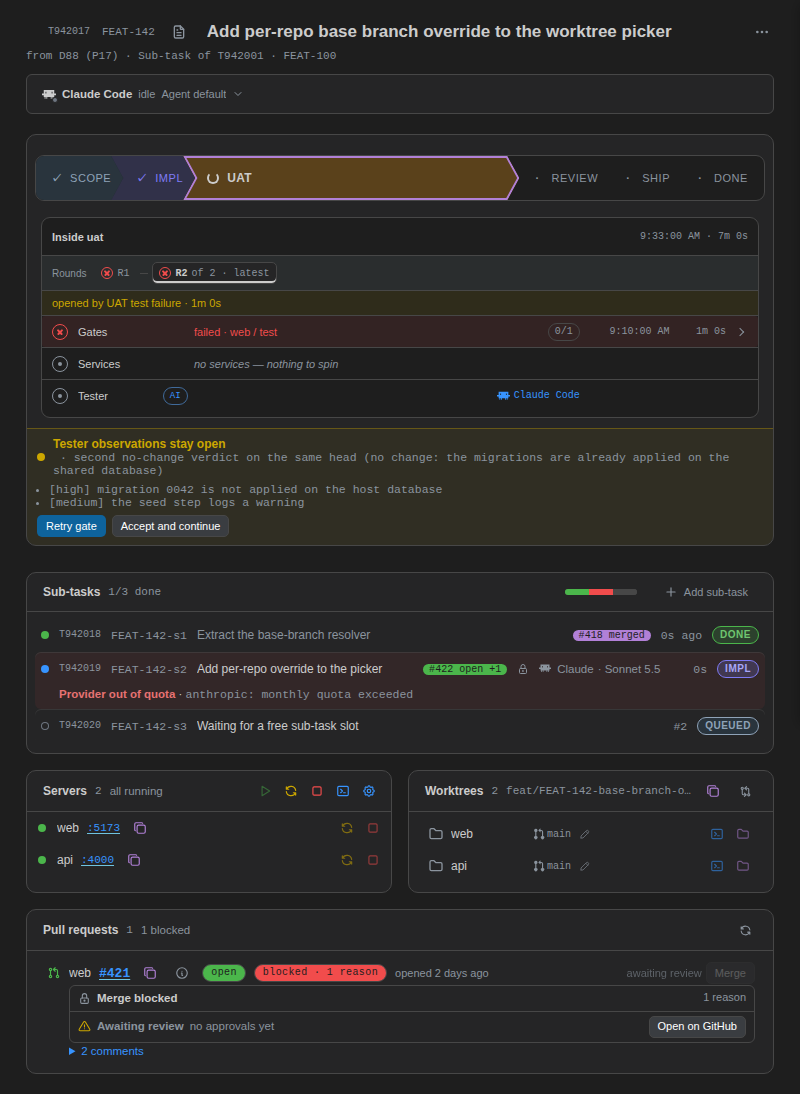 T942017 FEAT-142 Add per-repo base branch override to the worktree picker
from D88 (P17) · Sub-task of T942001 · FEAT-100
Claude Code idle Agent default
SCOPE IMPL UAT · REVIEW · SHIP · DONE
Inside uat 9:33:00 AM · 7m 0s
Rounds R1 — R2 of 2 · latest
opened by UAT test failure · 1m 0s
Gates failed · web / test 0/1 9:10:00 AM 1m 0s
Services no services — nothing to spin
Tester AI Claude Code
Tester observations stay open
· second no-change verdict on the same head (no change: the migrations are already applied on the
shared database)
• [high] migration 0042 is not applied on the host database
• [medium] the seed step logs a warning
Retry gate Accept and continue
Sub-tasks 1/3 done Add sub-task
T942018 FEAT-142-s1 Extract the base-branch resolver #418 merged 0s ago DONE
T942019 FEAT-142-s2 Add per-repo override to the picker #422 open +1 Claude · Sonnet 5.5 0s IMPL
Provider out of quota · anthropic: monthly quota exceeded
T942020 FEAT-142-s3 Waiting for a free sub-task slot #2 QUEUED
Servers 2 all running
web :5173
api :4000
Worktrees 2 feat/FEAT-142-base-branch-o…
web main
api main
Pull requests 1 1 blocked
web #421 open blocked · 1 reason opened 2 days ago awaiting review Merge
Merge blocked 1 reason
Awaiting review no approvals yet Open on GitHub
2 comments